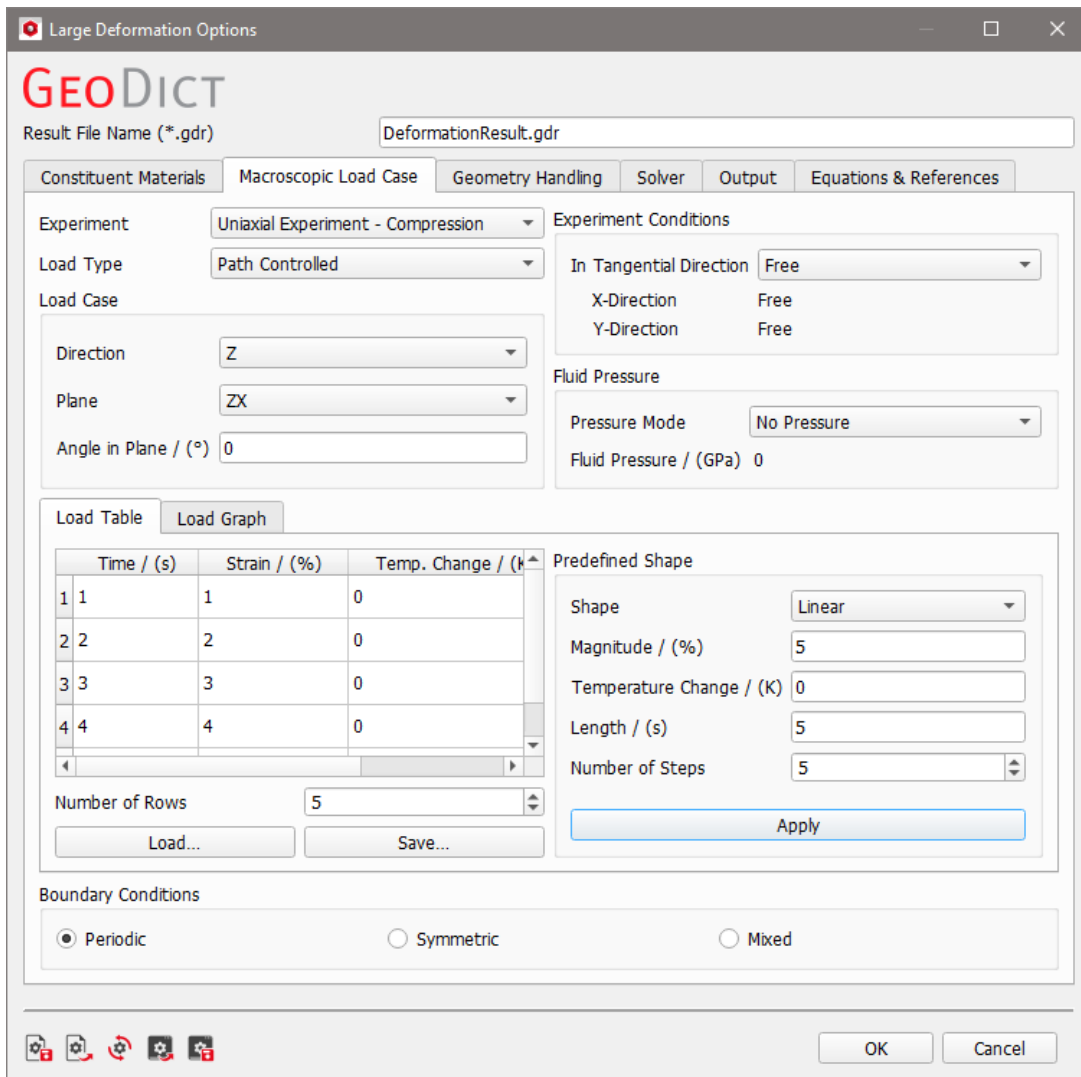 Large Deformation Options
GEODICT
Result File Name (*.gdr) DeformationResult.gdr
Constituent Materials Macroscopic Load Case Geometry Handling Solver Output Equations & References
Experiment Uniaxial Experiment - Compression
Load Type Path Controlled
Load Case
Direction Z
Plane ZX
Angle in Plane / (°) 0
Experiment Conditions
In Tangential Direction Free
X-Direction Free
Y-Direction Free
Fluid Pressure
Pressure Mode No Pressure
Fluid Pressure / (GPa) 0
Load Table Load Graph
Time / (s) Strain / (%) Temp. Change / (K
1 1 1 0
2 2 2 0
3 3 3 0
4 4 4 0
Number of Rows 5
Load... Save...
Predefined Shape
Shape Linear
Magnitude / (%) 5
Temperature Change / (K) 0
Length / (s) 5
Number of Steps 5
Apply
Boundary Conditions
Periodic Symmetric Mixed
OK Cancel